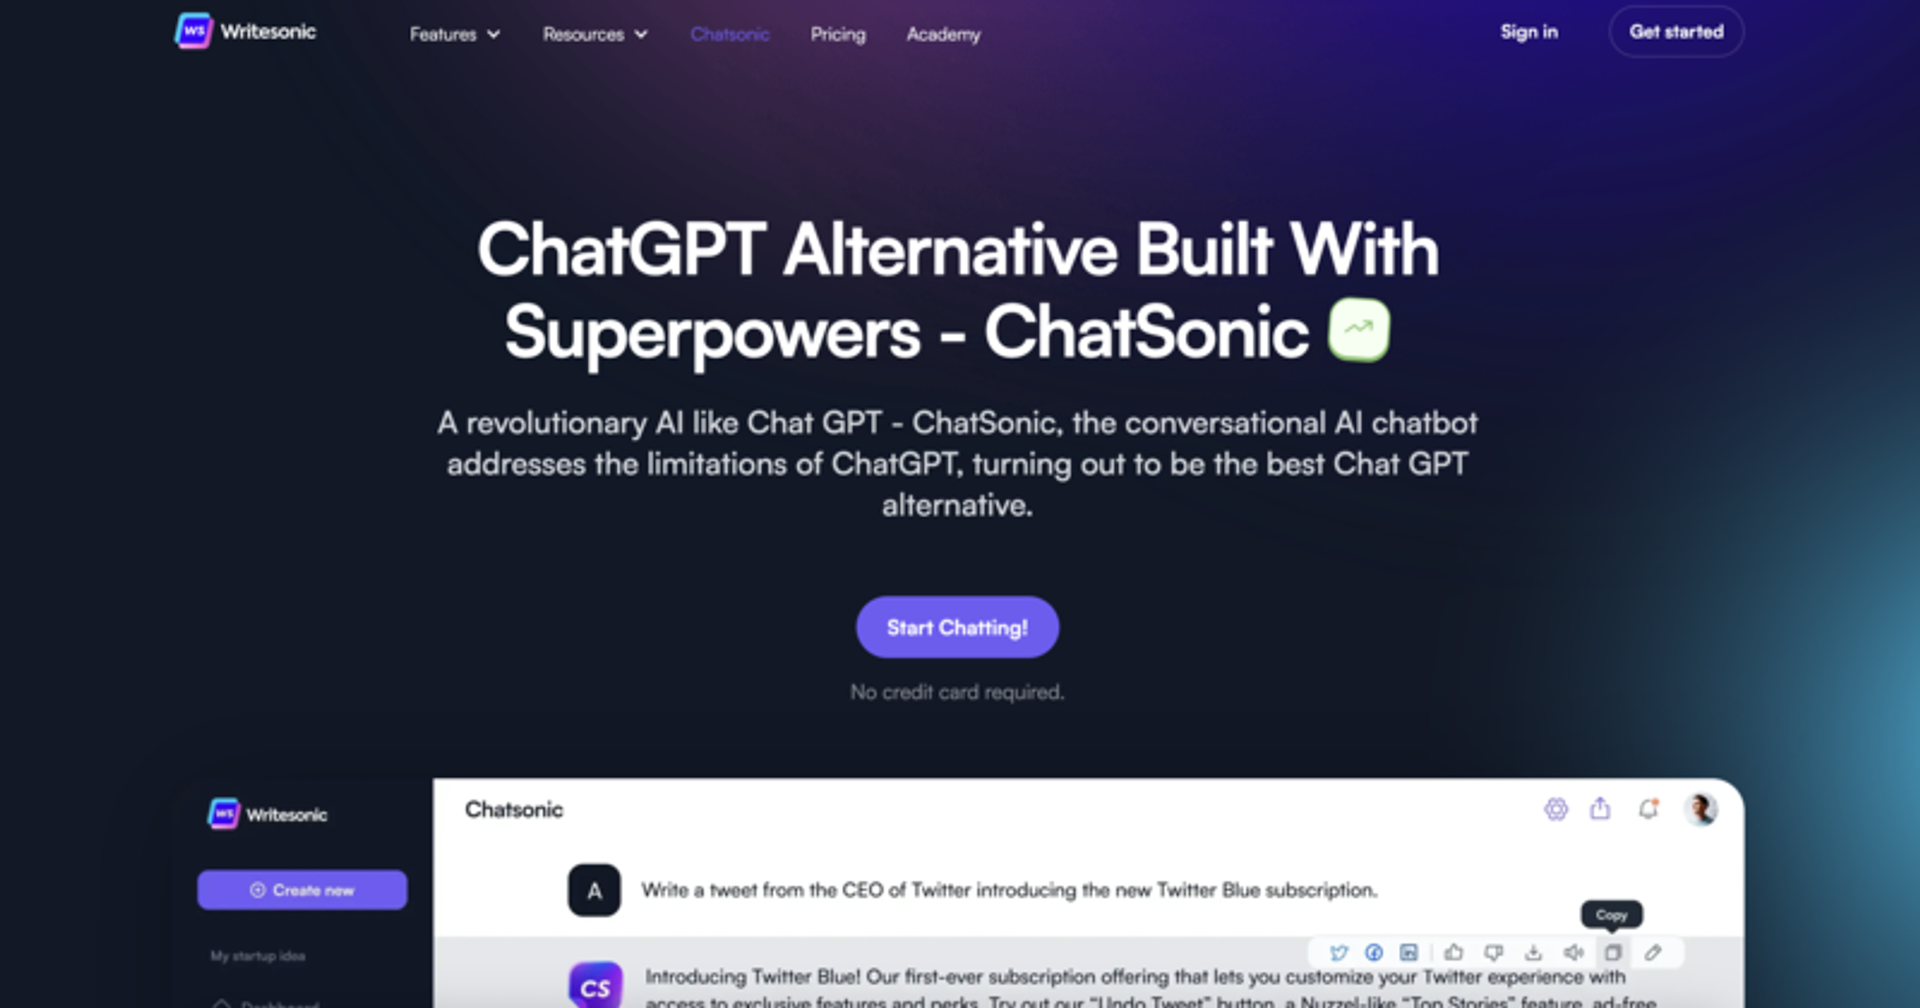 WS Writesonic Features Resources Chatsonic Pricing Academy Sign in Get started
ChatGPT Alternative Built With
Superpowers - ChatSonic
A revolutionary AI like Chat GPT - ChatSonic, the conversational AI chatbot
addresses the limitations of ChatGPT, turning out to be the best Chat GPT
alternative.
Start Chatting!
No credit card required.
WS Writesonic
Chatsonic
Create new
A Write a tweet from the CEO of Twitter introducing the new Twitter Blue subscription.
Copy
My startup idea
CS Introducing Twitter Blue! Our first-ever subscription offering that lets you customize your Twitter experience with
Dashboard
access to exclusive features and perks. Try out our “Undo Tweet” button, a Nuzzel-like “Top Stories” feature, ad-free